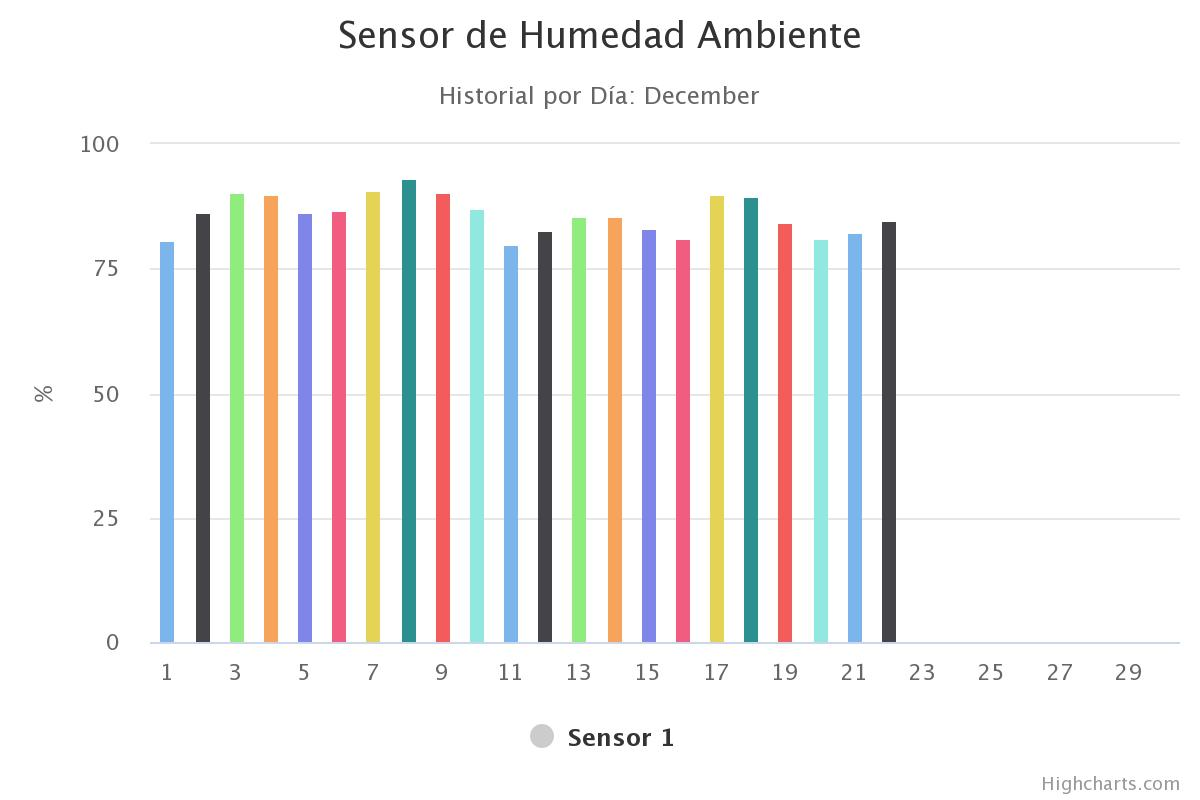 Sensor de Humedad Ambiente
Historial por Día: December
100
75
50
25
0
%
1 3 5 7 9 11 13 15 17 19 21 23 25 27 29
Sensor 1
Highcharts.com